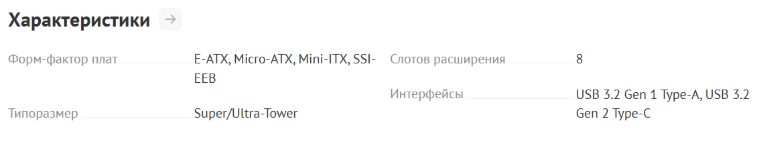 Характеристики
Форм-фактор плат E-ATX, Micro-ATX, Mini-ITX, SSI-
EEB
Типоразмер Super/Ultra-Tower
Слотов расширения 8
Интерфейсы USB 3.2 Gen 1 Type-A, USB 3.2
Gen 2 Type-C